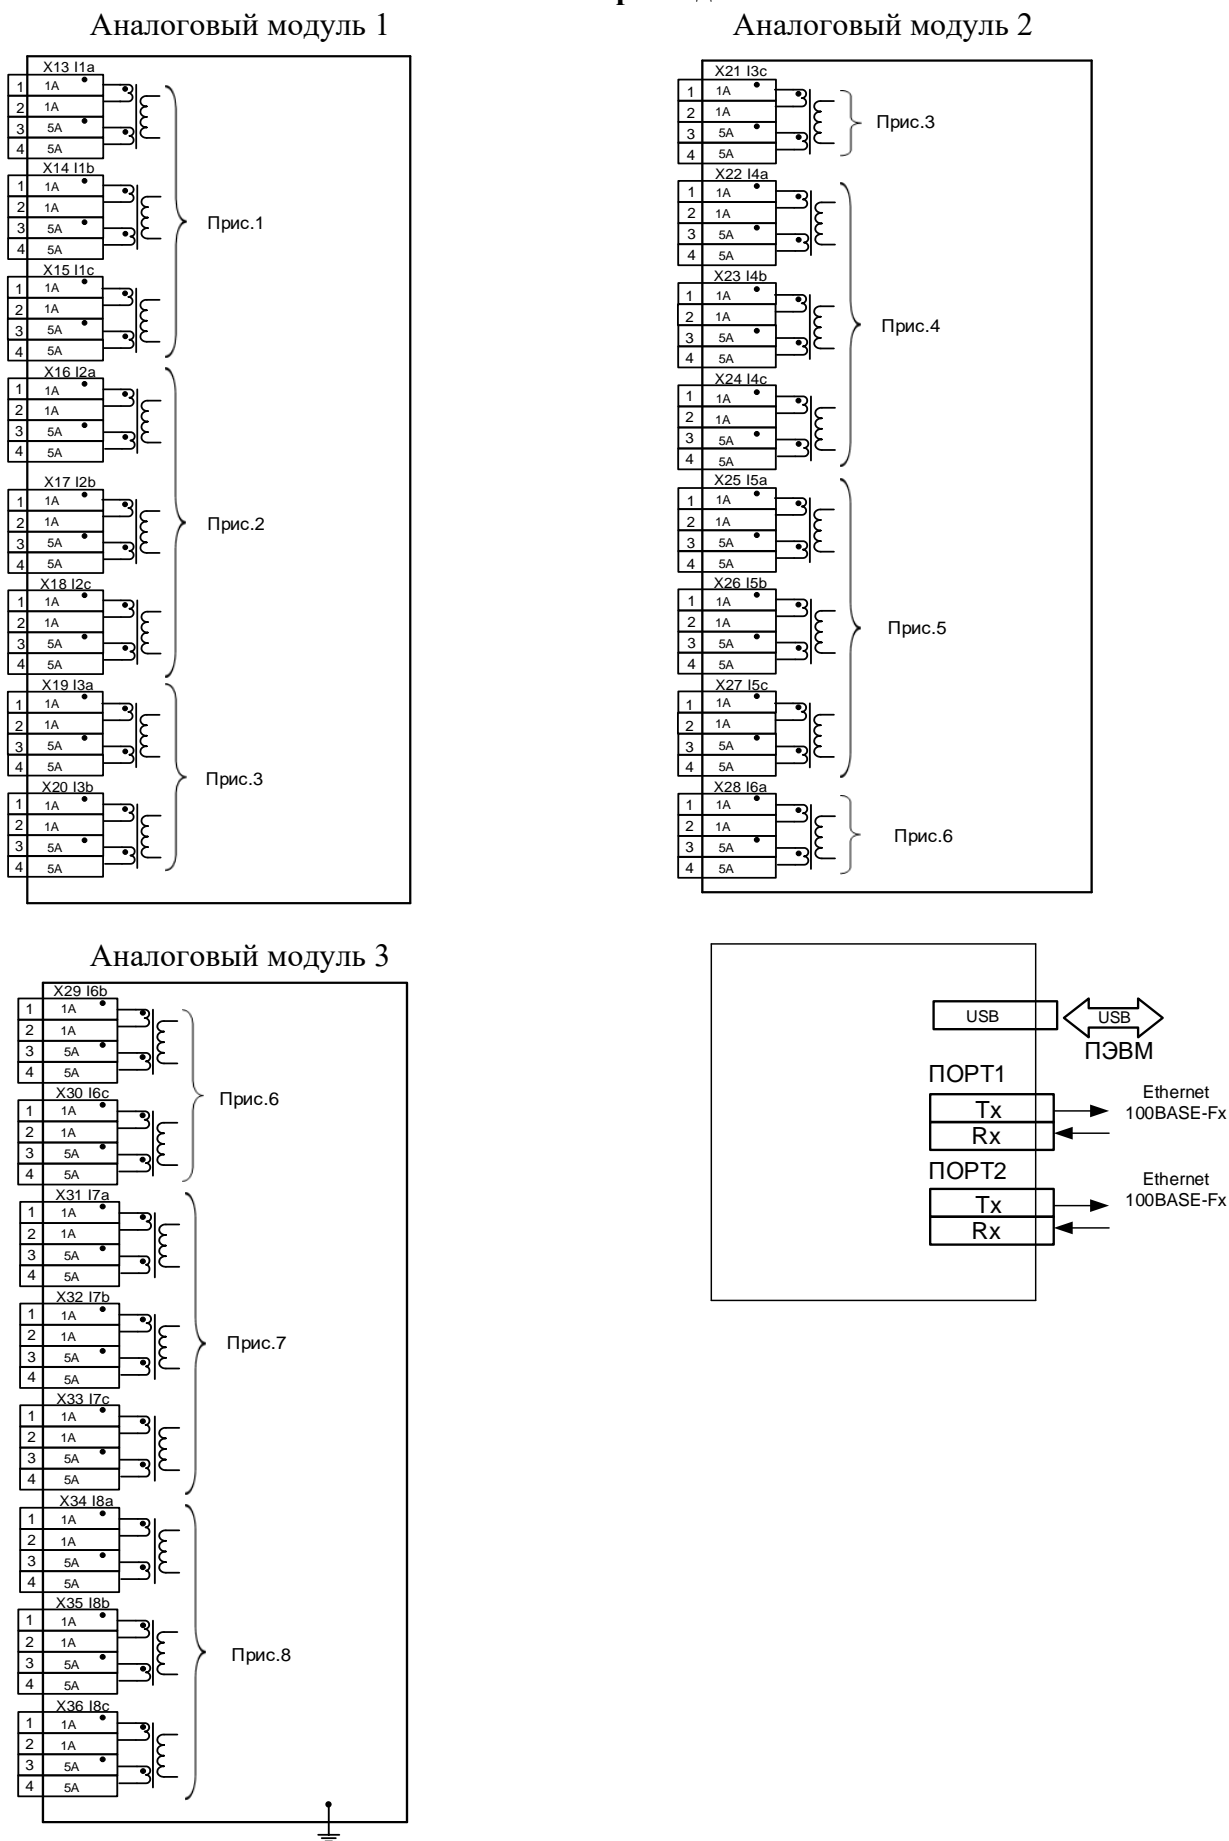 Аналоговый модуль 1
X13 I1a
1 1A
2 1A
3 5A
4 5A
X14 I1b
1 1A
2 1A
3 5A
4 5A
Прис.1
X15 I1c
1 1A
2 1A
3 5A
4 5A
X16 I2a
1 1A
2 1A
3 5A
4 5A
X17 I2b
1 1A
2 1A
3 5A
4 5A
Прис.2
X18 I2c
1 1A
2 1A
3 5A
4 5A
X19 I3a
1 1A
2 1A
3 5A
4 5A
Прис.3
X20 I3b
1 1A
2 1A
3 5A
4 5A
Аналоговый модуль 2
X21 I3c
1 1A
2 1A
3 5A
4 5A
Прис.3
X22 I4a
1 1A
2 1A
3 5A
4 5A
X23 I4b
1 1A
2 1A
3 5A
4 5A
Прис.4
X24 I4c
1 1A
2 1A
3 5A
4 5A
X25 I5a
1 1A
2 1A
3 5A
4 5A
X26 I5b
1 1A
2 1A
3 5A
4 5A
Прис.5
X27 I5c
1 1A
2 1A
3 5A
4 5A
X28 I6a
1 1A
2 1A
3 5A
4 5A
Прис.6
Аналоговый модуль 3
X29 I6b
1 1A
2 1A
3 5A
4 5A
Прис.6
X30 I6c
1 1A
2 1A
3 5A
4 5A
X31 I7a
1 1A
2 1A
3 5A
4 5A
X32 I7b
1 1A
2 1A
3 5A
4 5A
Прис.7
X33 I7c
1 1A
2 1A
3 5A
4 5A
X34 I8a
1 1A
2 1A
3 5A
4 5A
X35 I8b
1 1A
2 1A
3 5A
4 5A
Прис.8
X36 I8c
1 1A
2 1A
3 5A
4 5A
USB USB
ПЭВМ
ПОРТ1
Tx
Rx
Ethernet
100BASE-Fx
ПОРТ2
Tx
Rx
Ethernet
100BASE-Fx